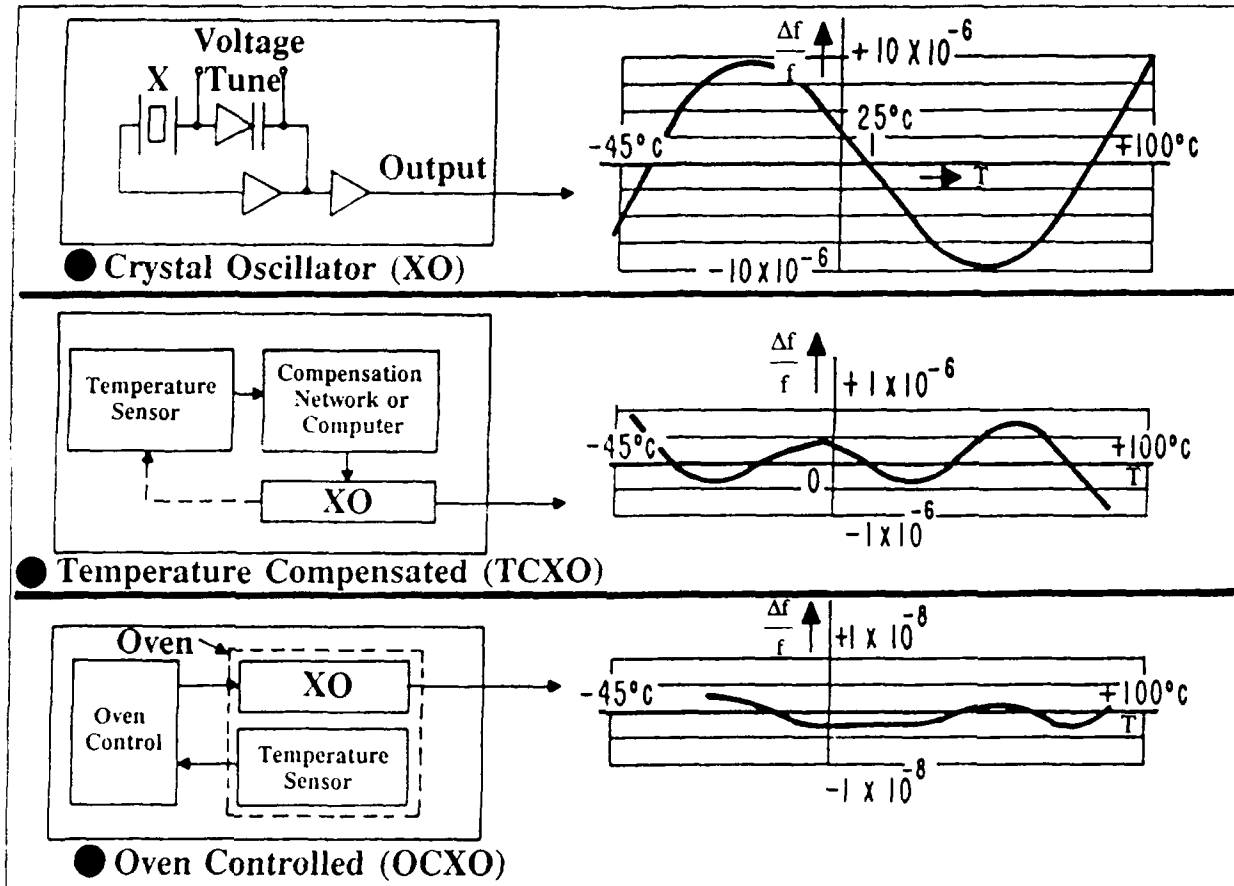 Voltage
Tune
X
Output
● Crystal Oscillator (XO)
Δf
f
+10 X 10⁻⁶
25°C
-45°C
+100°C
T
-10 x 10⁻⁶
Temperature
Sensor
Compensation
Network or
Computer
XO
● Temperature Compensated (TCXO)
Δf
f
+1 x 10⁻⁶
-45°C
+100°C
T
0
-1 x 10⁻⁶
Oven
XO
Oven
Control
Temperature
Sensor
● Oven Controlled (OCXO)
Δf
f
+1 x 10⁻⁸
-45°C
+100°C
T
-1 x 10⁻⁸